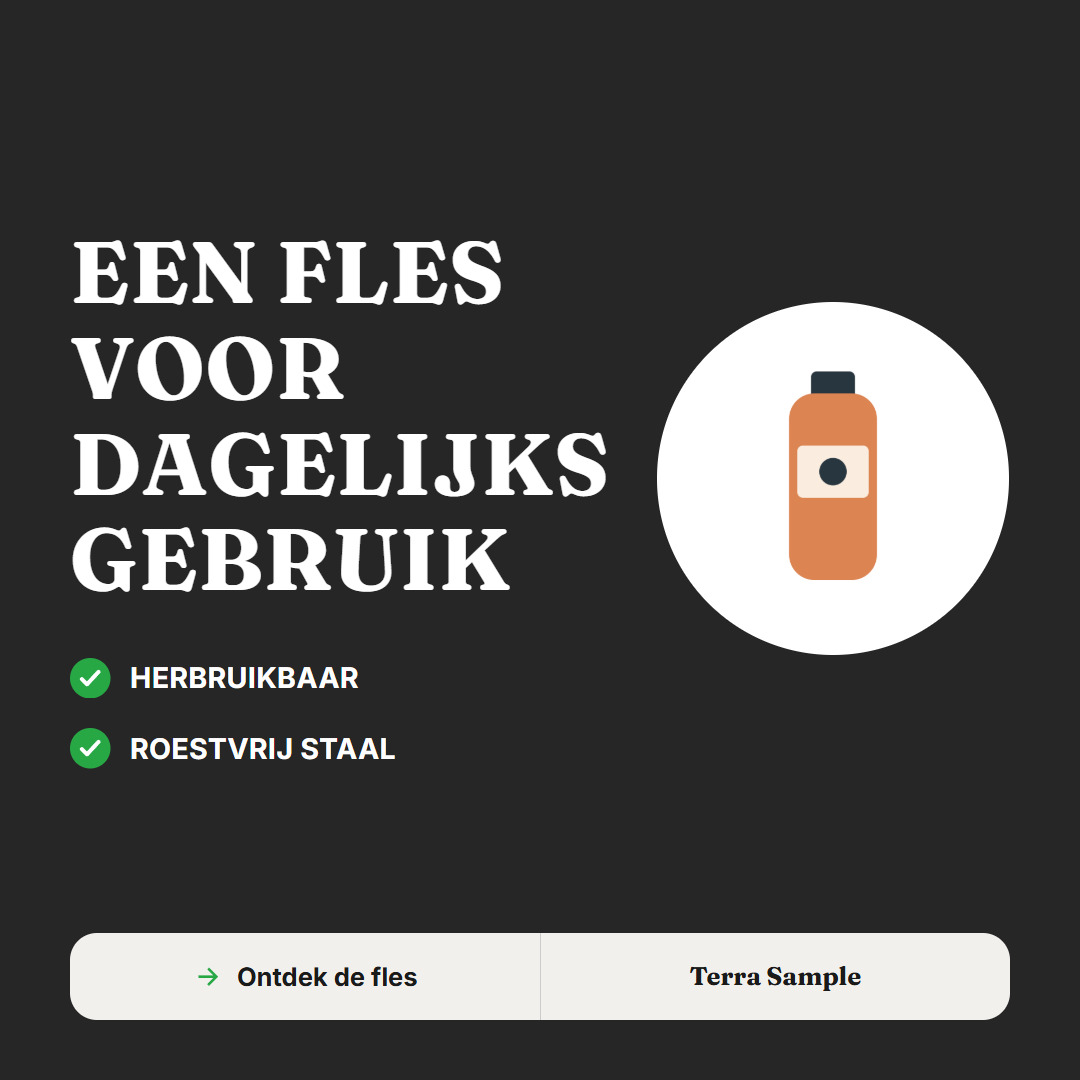 EEN FLES
VOOR
DAGELIJKS
GEBRUIK
HERBRUIKBAAR
ROESTVRIJ STAAL
Ontdek de fles
Terra Sample